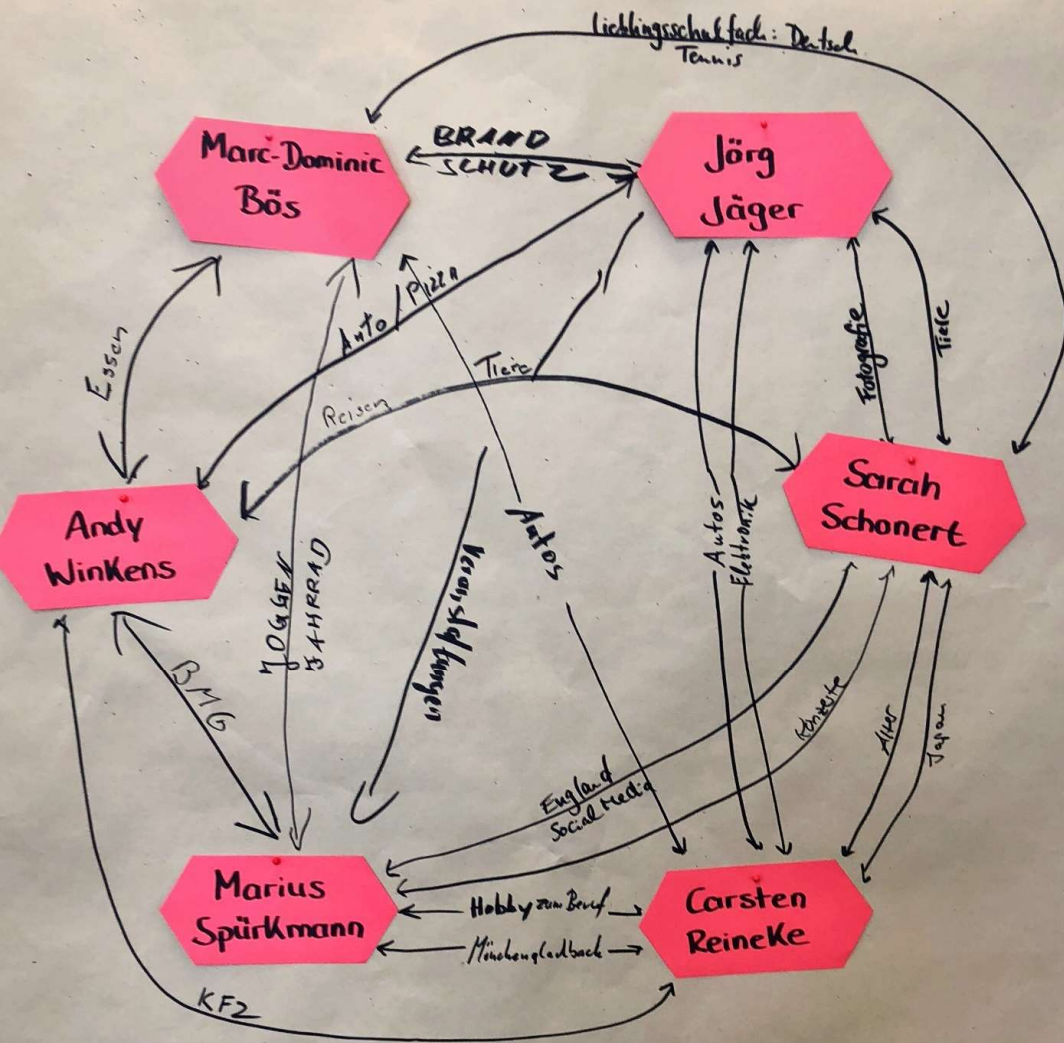 Lieblingsschulfach: Deutsch
Tennis
Marc-Dominic
Bös
BRAND
SCHUTZ
Jörg
Jäger
Auto / Pizza
Essen
Tiere
Reisen
Fotografie
Tiere
Andy
Winkens
Sarah
Schonert
JOGGEN
FAHRRAD
Autos
Veranstaltungen
Autos
Elektronik
BMG
Konzerte
Alter
Japan
England
Social Media
Marius
Spürkmann
Hobby zum Beruf
Mönchengladbach
Carsten
Reineke
KFZ